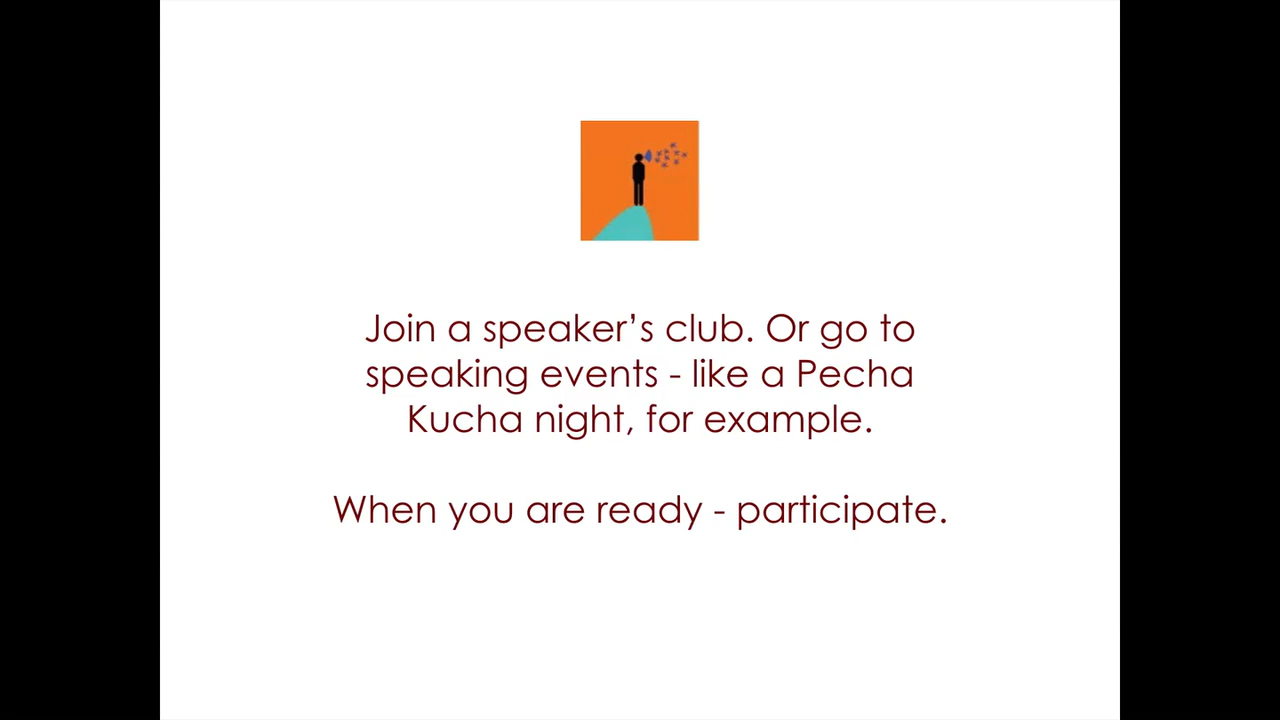 Join a speaker’s club. Or go to
speaking events - like a Pecha
Kucha night, for example.
When you are ready - participate.